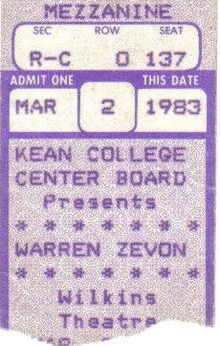 MEZZANINE
SEC ROW SEAT
R-C O 137
ADMIT ONE THIS DATE
MAR 2 1983
KEAN COLLEGE
CENTER BOARD
Presents
* * * * * * * *
WARREN ZEVON
* * * * * * * *
Wilkins
Theatre